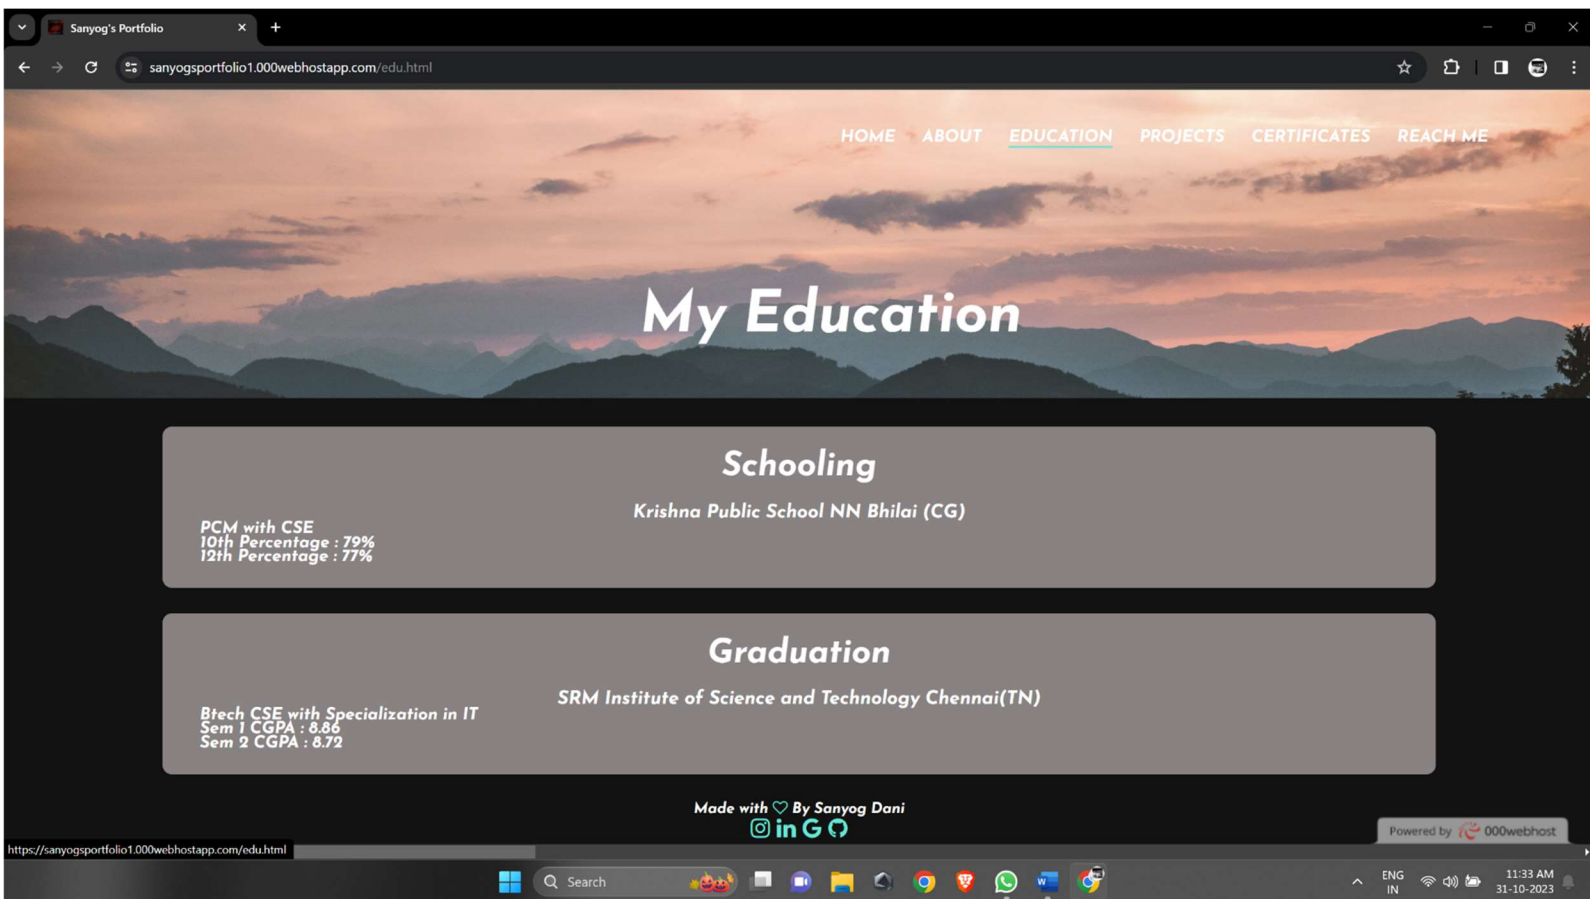 Sanyog's Portfolio
sanyogsportfolio1.000webhostapp.com/edu.html
HOME ABOUT EDUCATION PROJECTS CERTIFICATES REACH ME
My Education
Schooling
Krishna Public School NN Bhilai (CG)
PCM with CSE
10th Percentage : 79%
12th Percentage : 77%
Graduation
SRM Institute of Science and Technology Chennai(TN)
Btech CSE with Specialization in IT
Sem 1 CGPA : 8.86
Sem 2 CGPA : 8.72
Made with ♡ By Sanyog Dani
Powered by 000webhost
https://sanyogsportfolio1.000webhostapp.com/edu.html
Search
ENG
IN
11:33 AM
31-10-2023